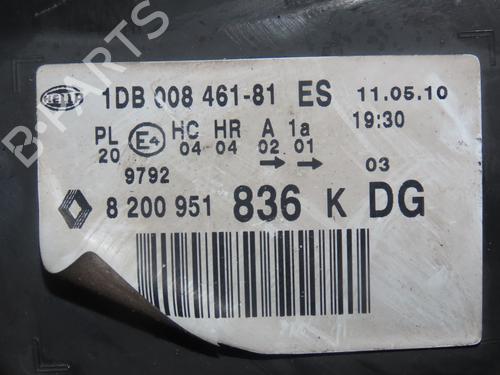 HELLA 1DB 008 461-81 ES 11.05.10
PL E4 HC HR A 1a 19:30
20 04 04 02 01 03
9792
8 200 951 836 K DG
B-PARTS